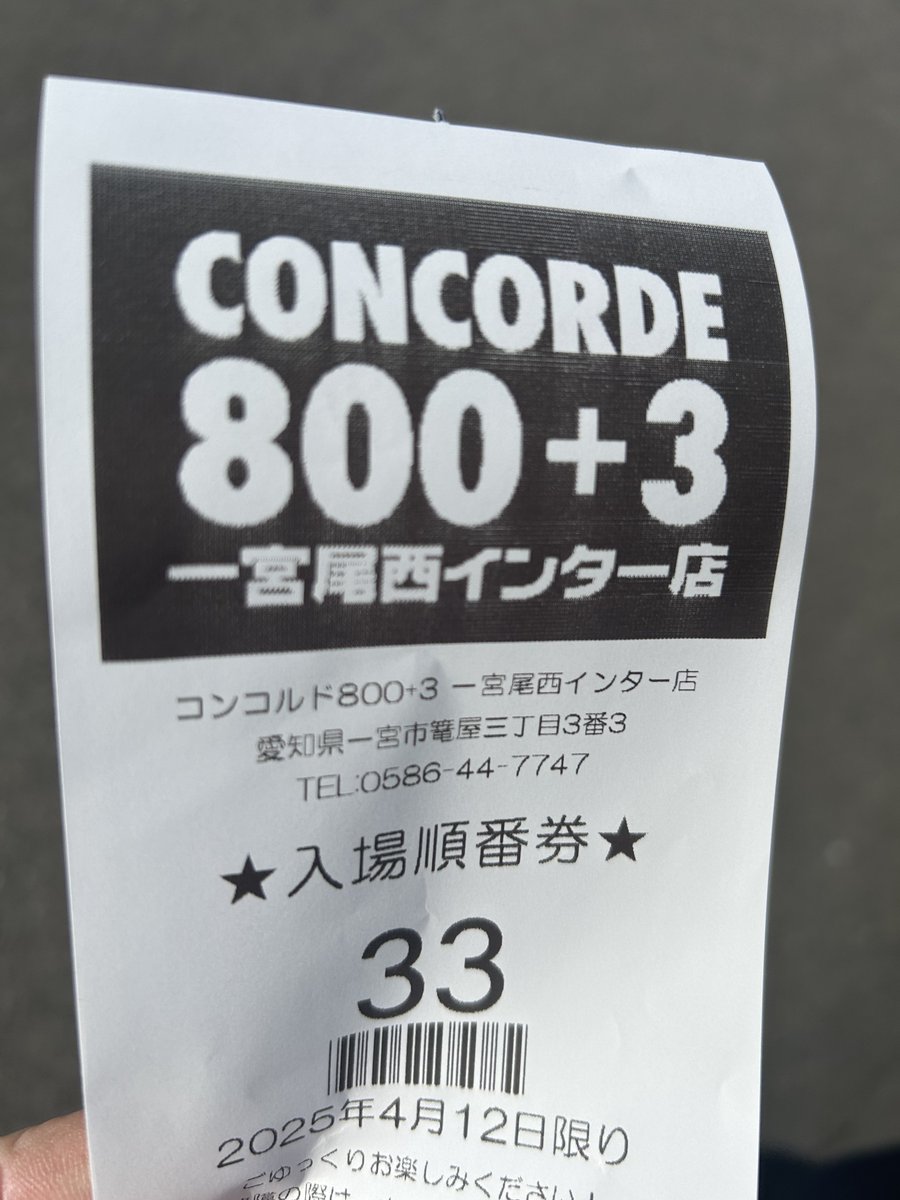 CONCORDE
800+3
一宮尾西インター店
コンコルド800+3 一宮尾西インター店
愛知県一宮市篭屋三丁目3番3
TEL:0586-44-7747
★入場順番券★
33
2025年4月12日限り
ごゆっくりお楽しみください!
の際は